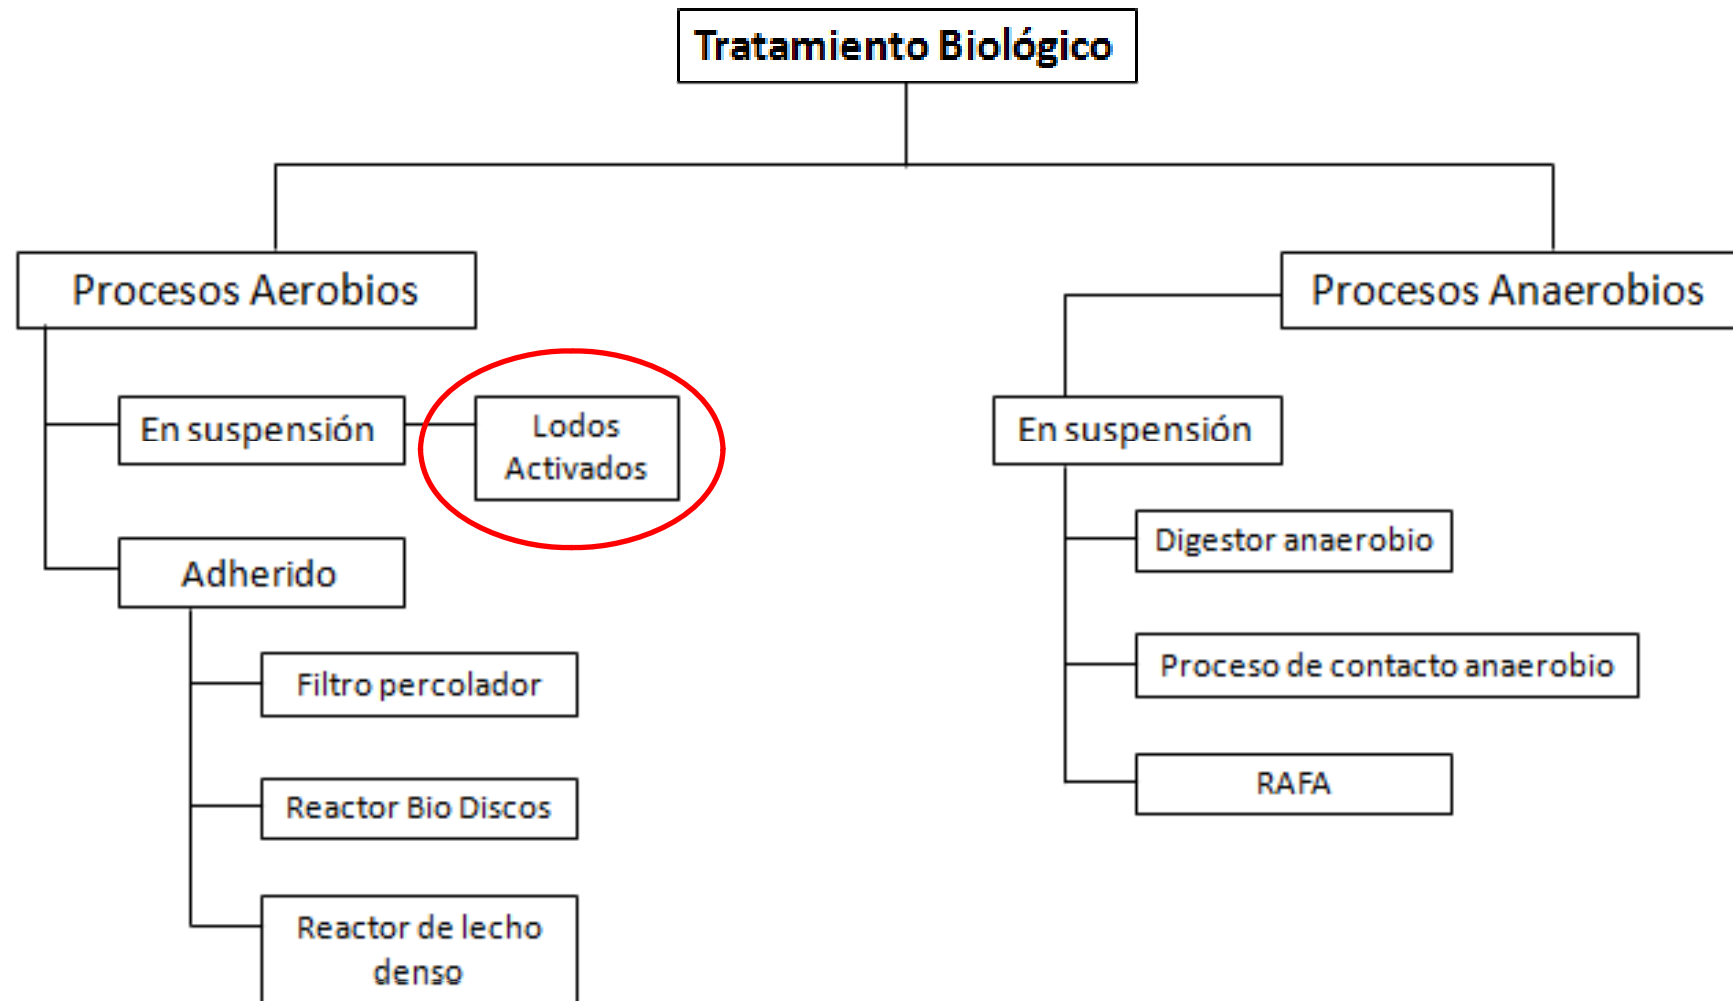 Tratamiento Biológico
Procesos Aerobios
Procesos Anaerobios
En suspensión
Lodos
Activados
Adherido
Filtro percolador
Reactor Bio Discos
Reactor de lecho
denso
En suspensión
Digestor anaerobio
Proceso de contacto anaerobio
RAFA